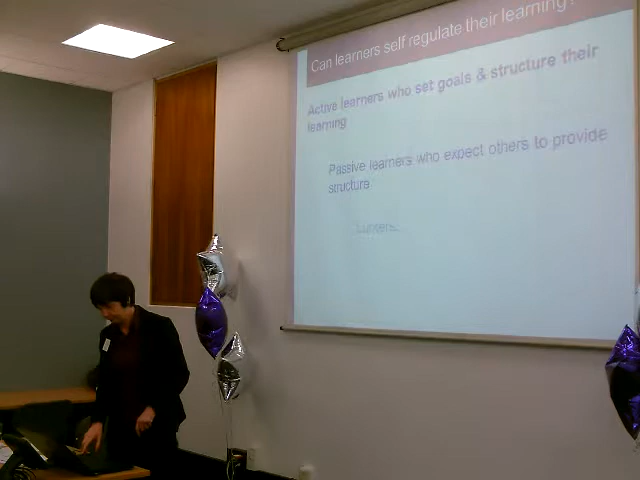 Can learners self regulate their learning?
Active learners who set goals & structure their
learning
Passive learners who expect others to provide
structure
Lurkers.